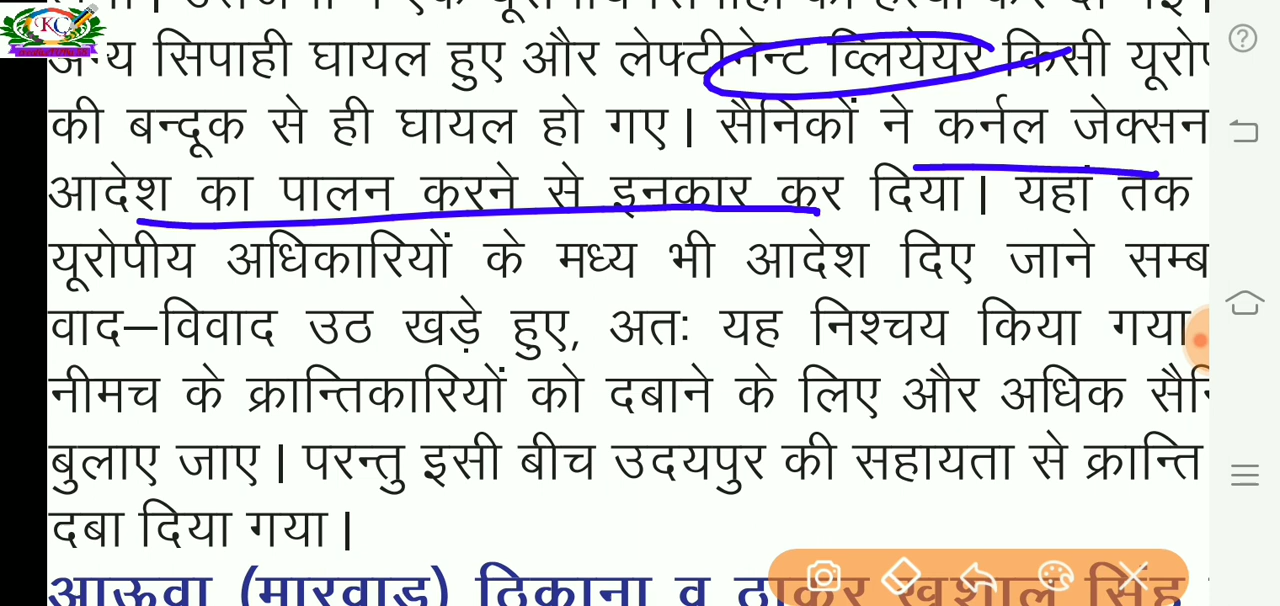 अन्य सिपाही घायल हुए और लेफ्टीनेन्ट व्लियेयर किसी
की बन्दूक से ही घायल हो गए। सैनिकों ने कर्नल जेक्सन
आदेश का पालन करने से इनकार कर दिया। यहां तक
यूरोपीय अधिकारियों के मध्य भी आदेश दिए जाने
वाद–विवाद उठ खड़े हुए, अतः यह निश्चय किया गया
नीमच के क्रान्तिकारियों को दबाने के लिए और अधिक
बुलाए जाए। परन्तु इसी बीच उदयपुर की सहायता से क्रान्ति
दबा दिया गया।
आऊवा (मारवाड़) ठिकाना व ठाकुर खुशाल सिंह
KC